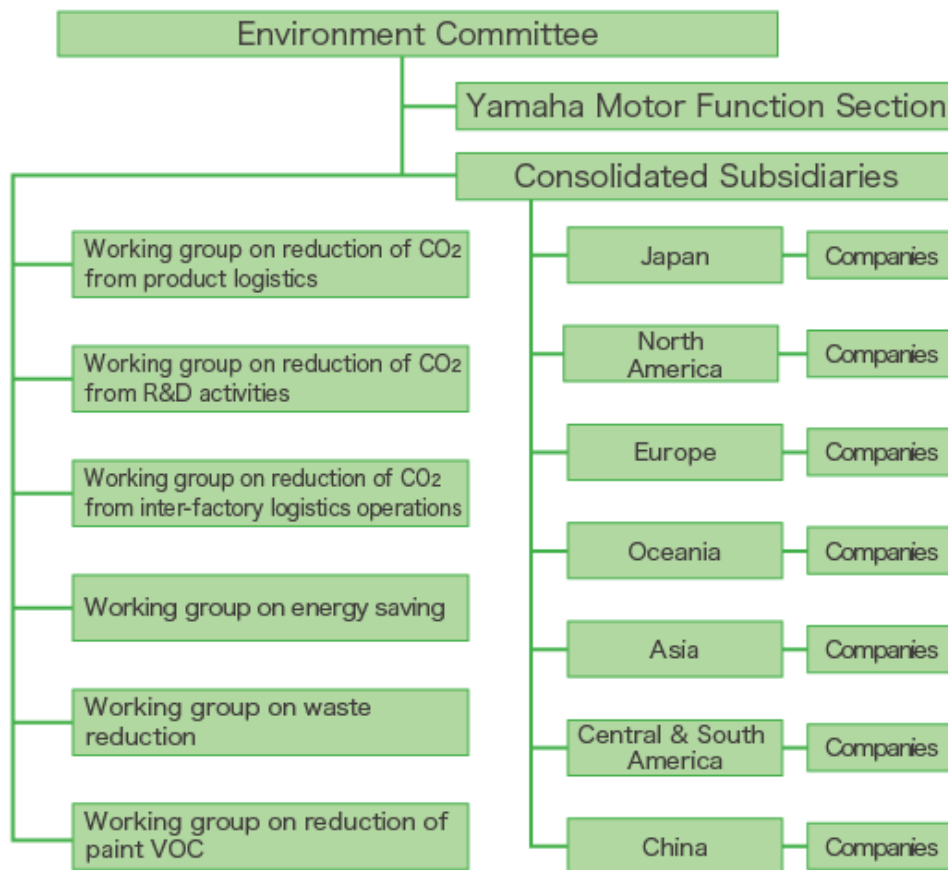 Environment Committee
Yamaha Motor Function Section
Consolidated Subsidiaries
Working group on reduction of CO₂
from product logistics
Working group on reduction of CO₂
from R&D activities
Working group on reduction of CO₂
from inter-factory logistics operations
Working group on energy saving
Working group on waste
reduction
Working group on reduction of
paint VOC
Japan
Companies
North
America
Companies
Europe
Companies
Oceania
Companies
Asia
Companies
Central & South
America
Companies
China
Companies